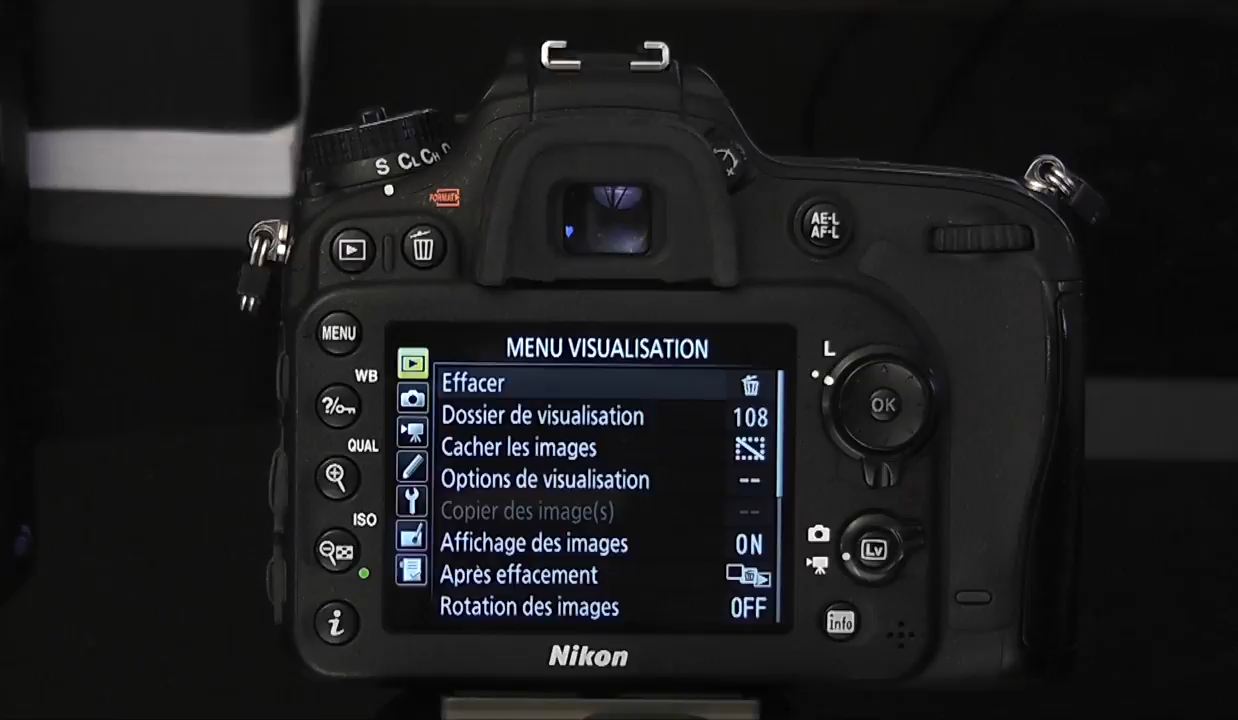 S CL CH
FORMAT
AE-L
AF-L
MENU
WB
QUAL
ISO
L
OK
Lv
info
i
MENU VISUALISATION
Effacer
Dossier de visualisation 108
Cacher les images
Options de visualisation --
Copier des image(s) --
Affichage des images ON
Après effacement
Rotation des images OFF
Nikon